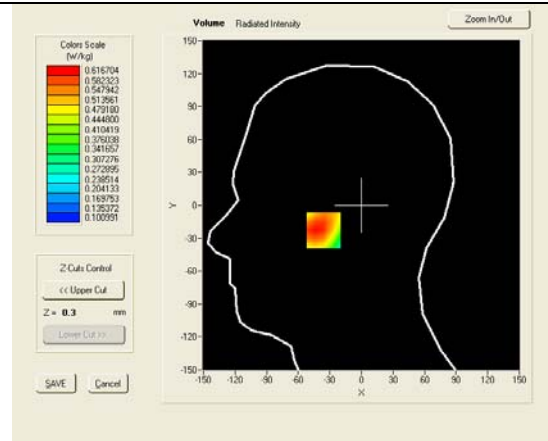 Volume Radiated Intensity
Zoom In/Out
Colors Scale
(W/kg)
0.616704
0.582323
0.547942
0.513561
0.479180
0.444800
0.410419
0.376038
0.341657
0.307276
0.272895
0.238514
0.204133
0.169753
0.135372
0.100991
Z-Cuts Control
<< Upper Cut
Z = 0.3 mm
Lower Cut >>
SAVE Cancel
150
120
90
60
30
0
-30
-60
-90
-120
-150
Y
-150 -120 -90 -60 -30 0 30 60 90 120 150
X